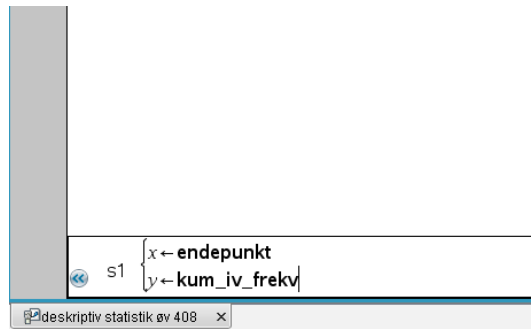 s1
x←endepunkt
y←kum_iv_frekv
deskriptiv statistik øv 408